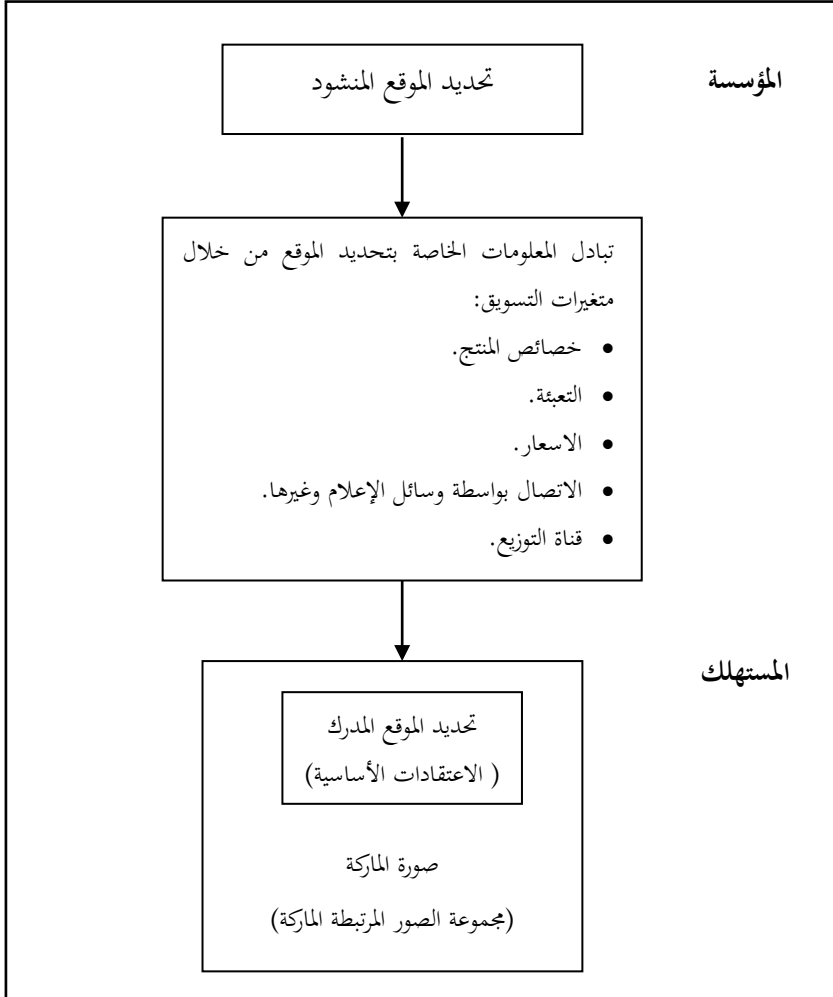 المؤسسة
تحديد الموقع المنشود
تبادل المعلومات الخاصة بتحديد الموقع من خلال
متغيرات التسويق:
• خصائص المنتج.
• التعبئة.
• الاسعار.
• الاتصال بواسطة وسائل الإعلام وغيرها.
• قناة التوزيع.
المستهلك
تحديد الموقع المدرك
( الاعتقادات الأساسية)
صورة الماركة
(مجموعة الصور المرتبطة الماركة)